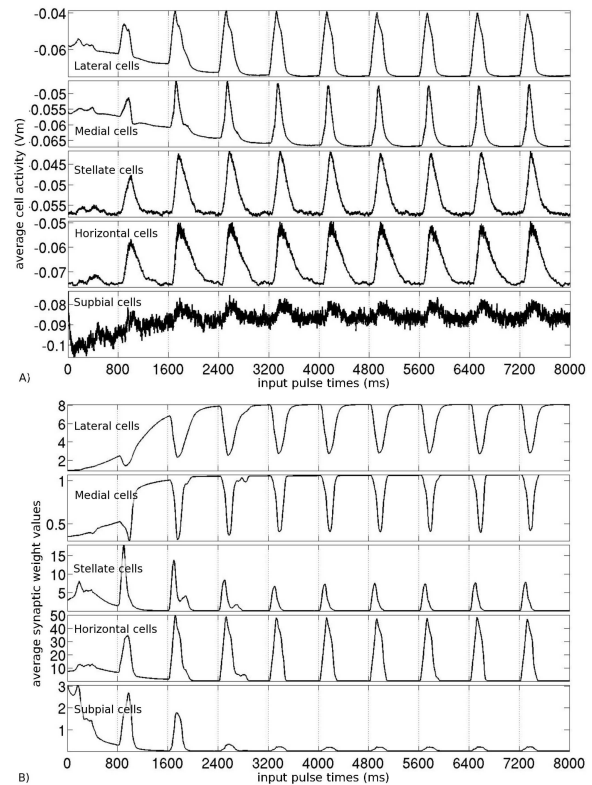 -0.04
-0.06
Lateral cells
-0.05
-0.055
-0.06
-0.065
Medial cells
average cell activity (Vm)
Stellate cells
-0.045
-0.05
-0.055
-0.05
Horizontal cells
-0.06
-0.07
Supbial cells
-0.08
-0.09
-0.1
0 800 1600 2400 3200 4000 4800 5600 6400 7200 8000
A)
input pulse times (ms)
8
6
4
2
Lateral cells
1
0.5
Medial cells
average synaptic weight values
15
10
5
Stellate cells
50
40
30
20
10
Horizontal cells
3
2
1
Subpial cells
0 800 1600 2400 3200 4000 4800 5600 6400 7200 8000
B)
input pulse times (ms)